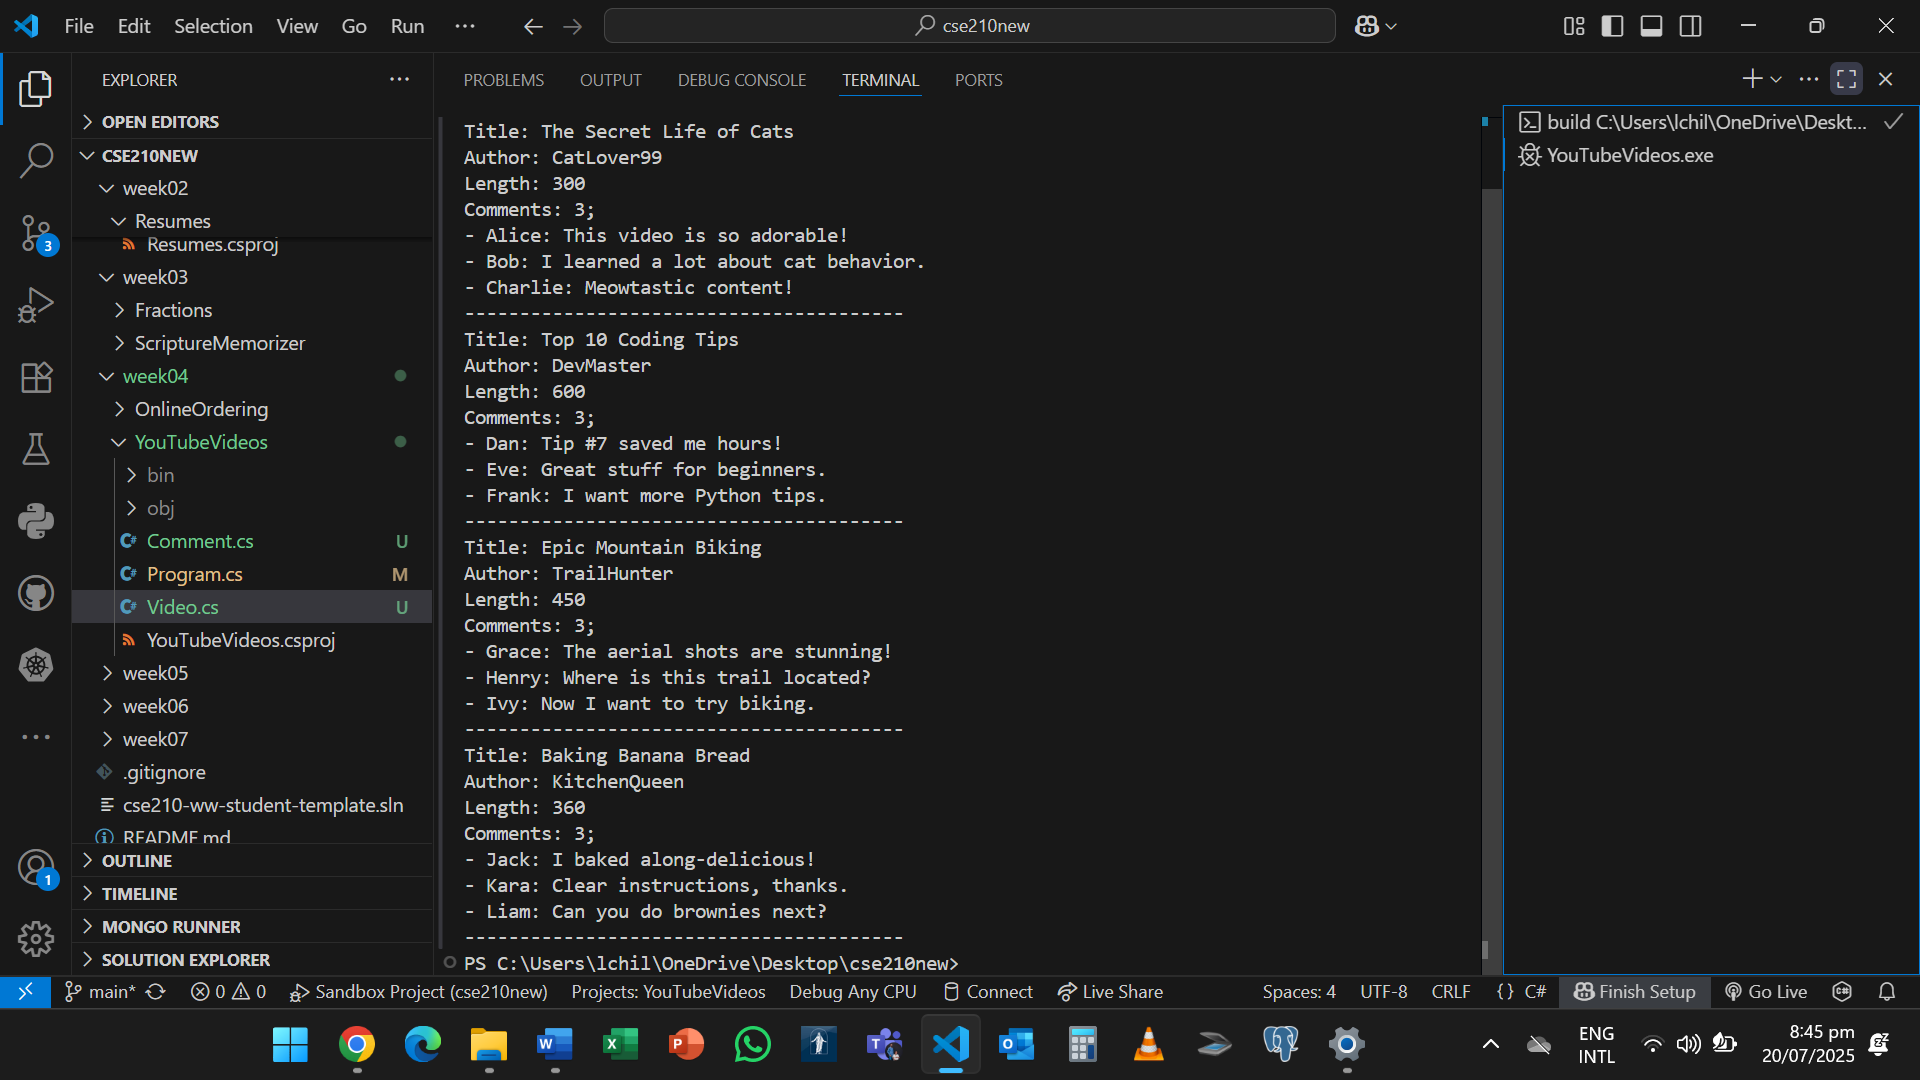 File Edit Selection View Go Run ...
cse210new
EXPLORER
OPEN EDITORS
CSE210NEW
week02
Resumes
Resumes.csproj
week03
Fractions
ScriptureMemorizer
week04
OnlineOrdering
YouTubeVideos
bin
obj
C# Comment.cs U
C# Program.cs M
C# Video.cs U
YouTubeVideos.csproj
week05
week06
week07
.gitignore
cse210-ww-student-template.sln
README.md
OUTLINE
TIMELINE
MONGO RUNNER
SOLUTION EXPLORER
3
1
PROBLEMS OUTPUT DEBUG CONSOLE TERMINAL PORTS
Title: The Secret Life of Cats
Author: CatLover99
Length: 300
Comments: 3;
- Alice: This video is so adorable!
- Bob: I learned a lot about cat behavior.
- Charlie: Meowtastic content!
----------------------------------------
Title: Top 10 Coding Tips
Author: DevMaster
Length: 600
Comments: 3;
- Dan: Tip #7 saved me hours!
- Eve: Great stuff for beginners.
- Frank: I want more Python tips.
----------------------------------------
Title: Epic Mountain Biking
Author: TrailHunter
Length: 450
Comments: 3;
- Grace: The aerial shots are stunning!
- Henry: Where is this trail located?
- Ivy: Now I want to try biking.
----------------------------------------
Title: Baking Banana Bread
Author: KitchenQueen
Length: 360
Comments: 3;
- Jack: I baked along-delicious!
- Kara: Clear instructions, thanks.
- Liam: Can you do brownies next?
----------------------------------------
PS C:\Users\lchil\OneDrive\Desktop\cse210new>
build C:\Users\lchil\OneDrive\Deskt...
YouTubeVideos.exe
main* 0 0 Sandbox Project (cse210new) Projects: YouTubeVideos Debug Any CPU Connect Live Share Spaces: 4 UTF-8 CRLF {} C# Finish Setup Go Live
ENG
INTL
8:45 pm
20/07/2025